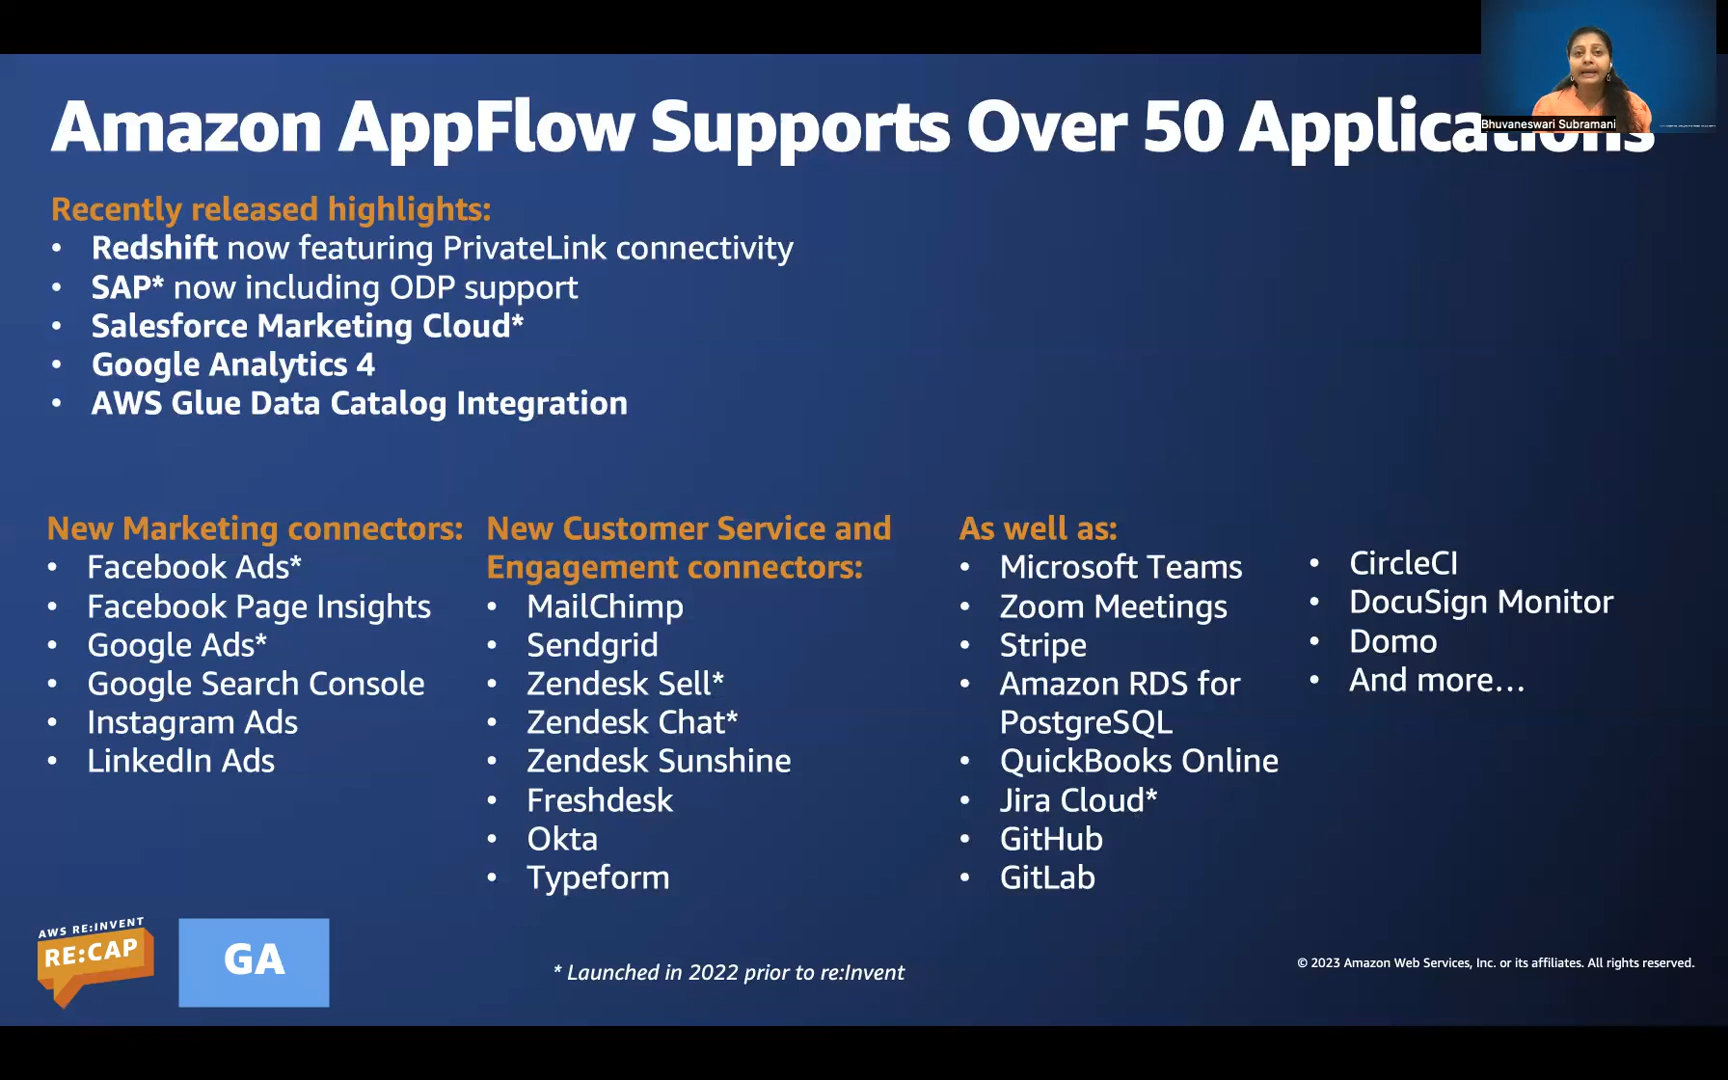 Amazon AppFlow Supports Over 50 Applications
Bhuvaneswari Subramani
Recently released highlights:
• Redshift now featuring PrivateLink connectivity
• SAP* now including ODP support
• Salesforce Marketing Cloud*
• Google Analytics 4
• AWS Glue Data Catalog Integration
New Marketing connectors:
• Facebook Ads*
• Facebook Page Insights
• Google Ads*
• Google Search Console
• Instagram Ads
• LinkedIn Ads
New Customer Service and
Engagement connectors:
• MailChimp
• Sendgrid
• Zendesk Sell*
• Zendesk Chat*
• Zendesk Sunshine
• Freshdesk
• Okta
• Typeform
As well as:
• Microsoft Teams
• Zoom Meetings
• Stripe
• Amazon RDS for
PostgreSQL
• QuickBooks Online
• Jira Cloud*
• GitHub
• GitLab
• CircleCI
• DocuSign Monitor
• Domo
• And more...
AWS RE:INVENT
RE:CAP
GA
* Launched in 2022 prior to re:Invent
© 2023 Amazon Web Services, Inc. or its affiliates. All rights reserved.